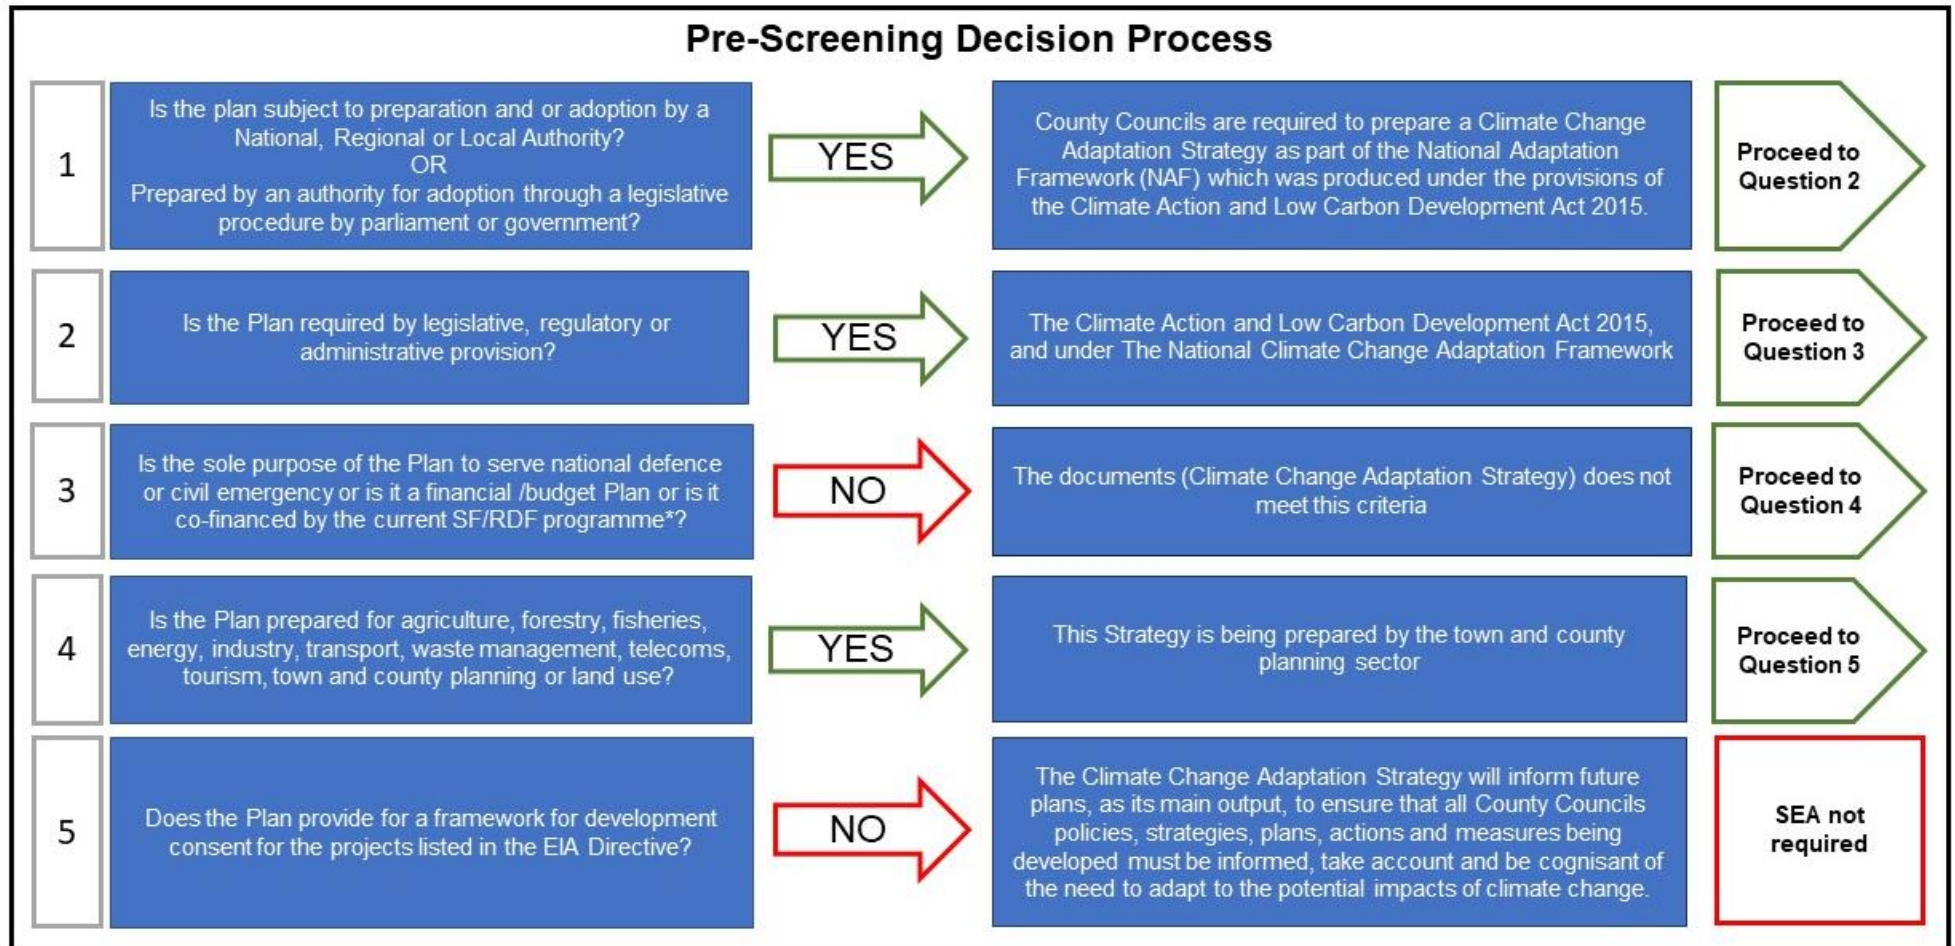 Pre-Screening Decision Process
1
Is the plan subject to preparation and or adoption by a
National, Regional or Local Authority?
OR
Prepared by an authority for adoption through a legislative
procedure by parliament or government?
YES
County Councils are required to prepare a Climate Change
Adaptation Strategy as part of the National Adaptation
Framework (NAF) which was produced under the provisions of
the Climate Action and Low Carbon Development Act 2015.
Proceed to
Question 2
2
Is the Plan required by legislative, regulatory or
administrative provision?
YES
The Climate Action and Low Carbon Development Act 2015,
and under The National Climate Change Adaptation Framework
Proceed to
Question 3
3
Is the sole purpose of the Plan to serve national defence
or civil emergency or is it a financial /budget Plan or is it
co-financed by the current SF/RDF programme*?
NO
The documents (Climate Change Adaptation Strategy) does not
meet this criteria
Proceed to
Question 4
4
Is the Plan prepared for agriculture, forestry, fisheries,
energy, industry, transport, waste management, telecoms,
tourism, town and county planning or land use?
YES
This Strategy is being prepared by the town and county
planning sector
Proceed to
Question 5
5
Does the Plan provide for a framework for development
consent for the projects listed in the EIA Directive?
NO
The Climate Change Adaptation Strategy will inform future
plans, as its main output, to ensure that all County Councils
policies, strategies, plans, actions and measures being
developed must be informed, take account and be cognisant of
the need to adapt to the potential impacts of climate change.
SEA not
required